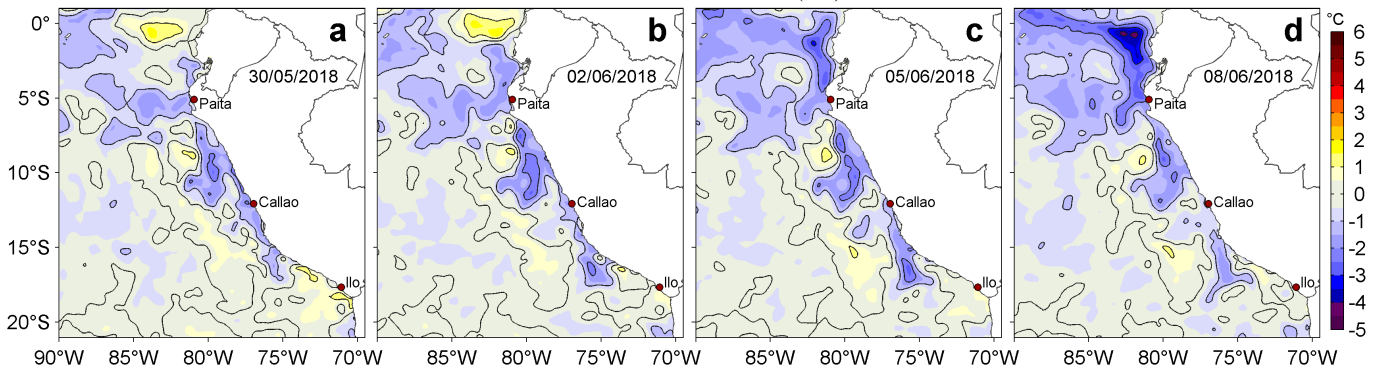 0°
5°S
10°S
15°S
20°S
a
30/05/2018
Paita
Callao
Ilo
90°W
85°W
80°W
75°W
70°W
b
02/06/2018
Paita
Callao
Ilo
85°W
80°W
75°W
70°W
c
05/06/2018
Paita
Callao
Ilo
85°W
80°W
75°W
70°W
d
08/06/2018
Paita
Callao
Ilo
85°W
80°W
75°W
70°W
°C
6
5
4
3
2
1
0
-1
-2
-3
-4
-5